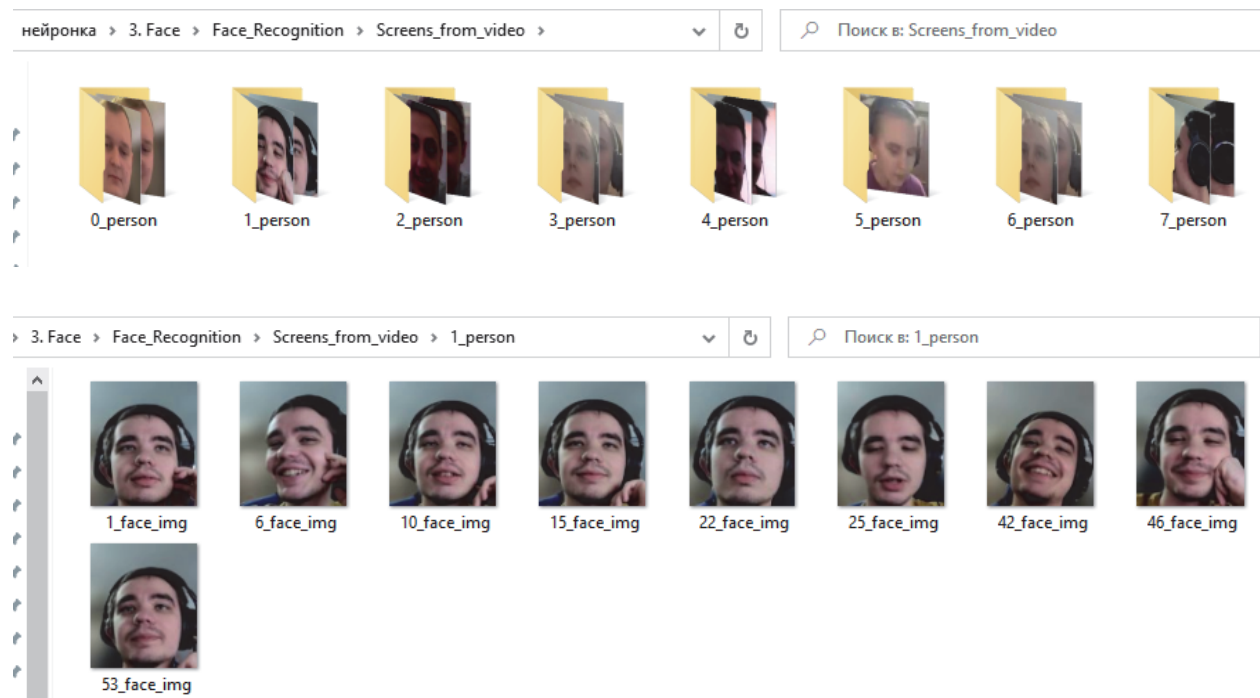 нейронка > 3. Face > Face_Recognition > Screens_from_video >
Поиск в: Screens_from_video
0_person 1_person 2_person 3_person 4_person 5_person 6_person 7_person
> 3. Face > Face_Recognition > Screens_from_video > 1_person
Поиск в: 1_person
1_face_img 6_face_img 10_face_img 15_face_img 22_face_img 25_face_img 42_face_img 46_face_img
53_face_img